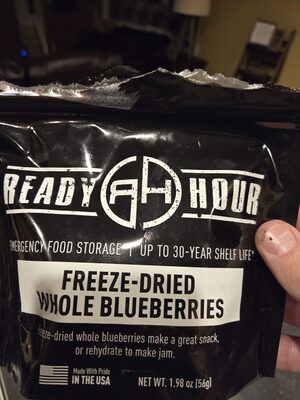 READY RH HOUR
EMERGENCY FOOD STORAGE | UP TO 30-YEAR SHELF LIFE*
FREEZE-DRIED
WHOLE BLUEBERRIES
Freeze-dried whole blueberries make a great snack,
or rehydrate to make jam.
Made With Pride
IN THE USA
NET WT. 1.98 oz (56g)